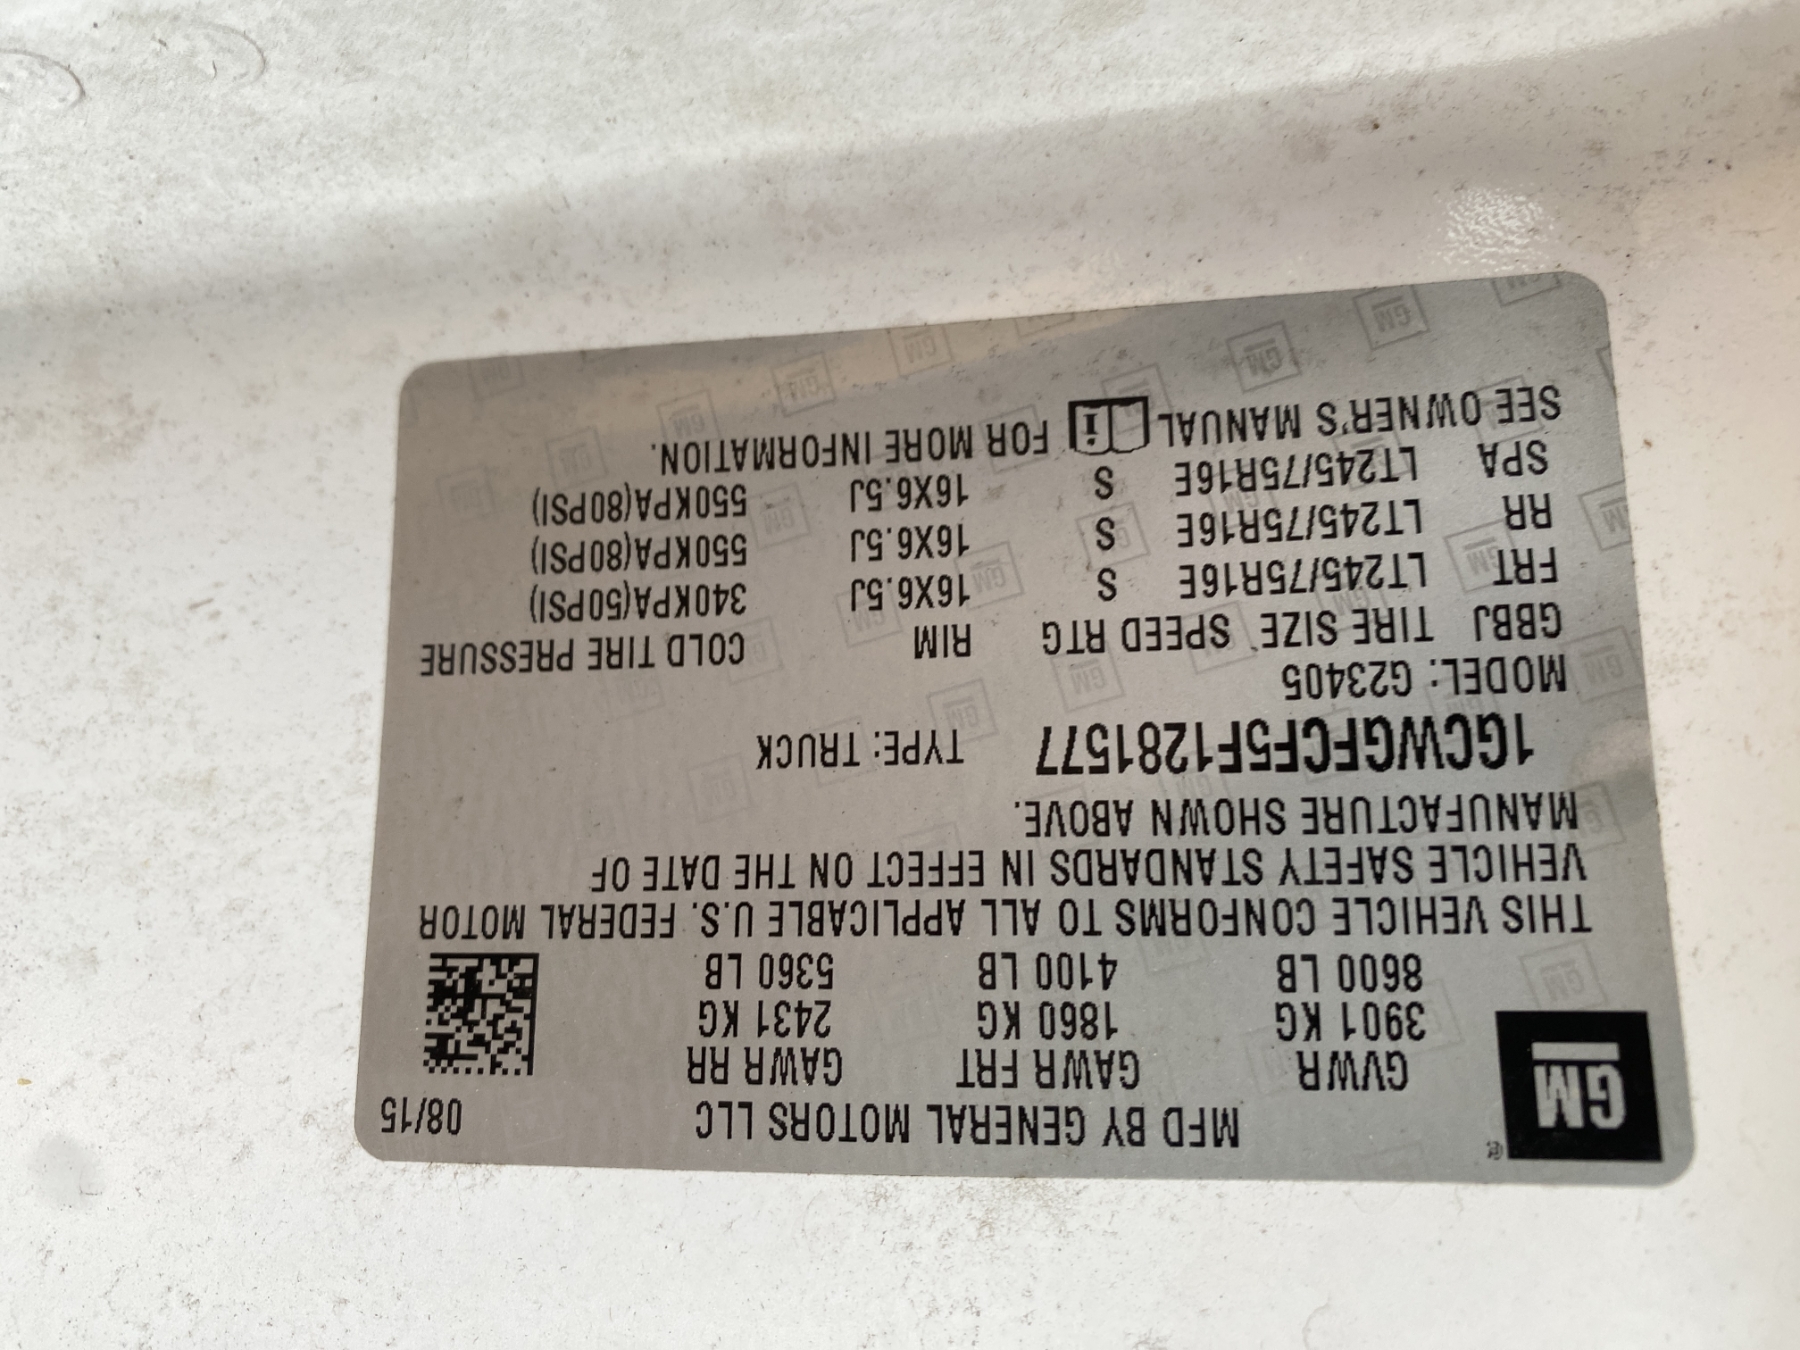 GM
®
MFD BY GENERAL MOTORS LLC 08/15
GVWR GAWR FRT GAWR RR
3901 KG 1860 KG 2431 KG
8600 LB 4100 LB 5360 LB
THIS VEHICLE CONFORMS TO ALL APPLICABLE U.S. FEDERAL MOTOR
VEHICLE SAFETY STANDARDS IN EFFECT ON THE DATE OF
MANUFACTURE SHOWN ABOVE.
1GCWGFCF5F1281577 TYPE: TRUCK
MODEL: G23405
GBBJ TIRE SIZE SPEED RTG RIM COLD TIRE PRESSURE
FRT LT245/75R16E S 16X6.5J 340KPA(50PSI)
RR LT245/75R16E S 16X6.5J 550KPA(80PSI)
SPA LT245/75R16E S 16X6.5J 550KPA(80PSI)
SEE OWNER'S MANUAL i FOR MORE INFORMATION.